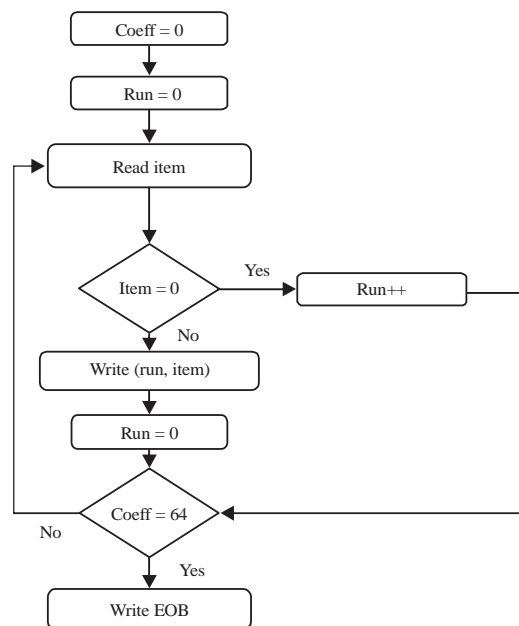 Coeff = 0
Run = 0
Read item
Item = 0
Yes
Run++
No
Write (run, item)
Run = 0
Coeff = 64
No
Yes
Write EOB